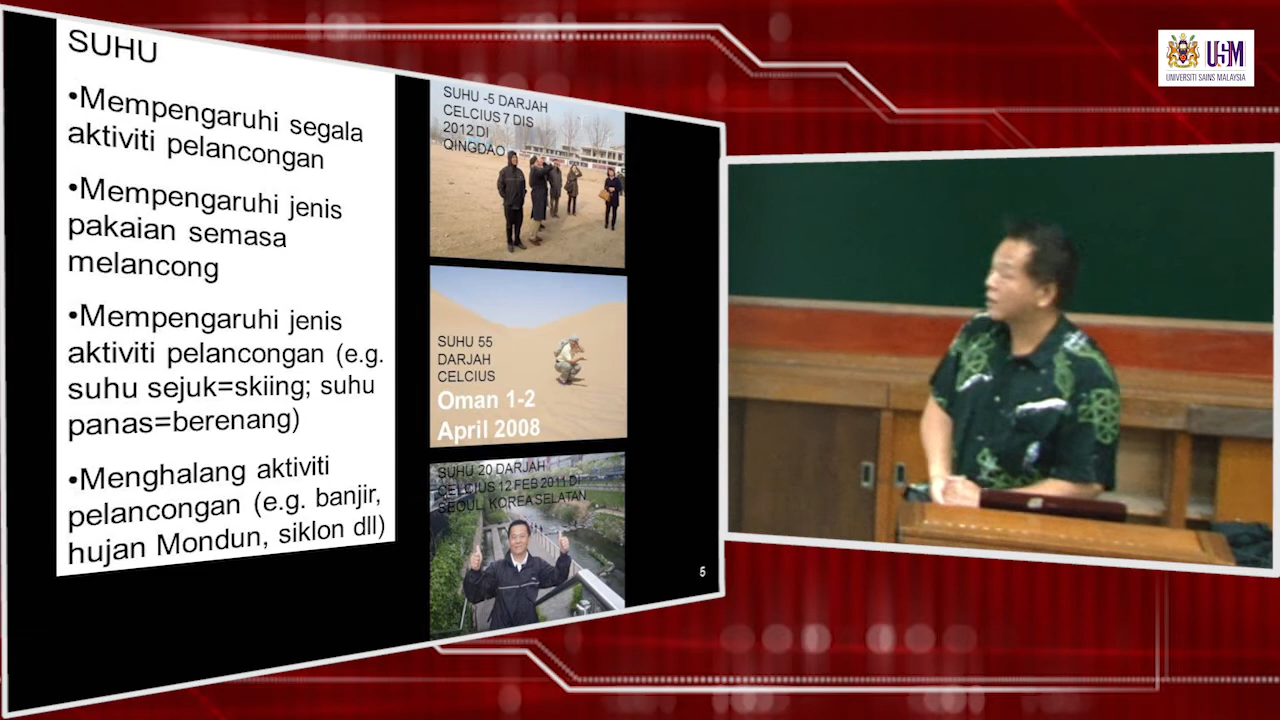 SUHU
•Mempengaruhi segala
aktiviti pelancongan
•Mempengaruhi jenis
pakaian semasa
melancong
•Mempengaruhi jenis
aktiviti pelancongan (e.g.
suhu sejuk=skiing; suhu
panas=berenang)
•Menghalang aktiviti
pelancongan (e.g. banjir,
hujan Mondun, siklon dll)
SUHU -5 DARJAH
CELCIUS 7 DIS
2012 DI
QINGDAO
SUHU 55
DARJAH
CELCIUS
Oman 1-2
April 2008
SUHU 20 DARJAH
CELCIUS 12 FEB 2011 DI
SEOUL, KOREA SELATAN
5
USM
UNIVERSITI SAINS MALAYSIA